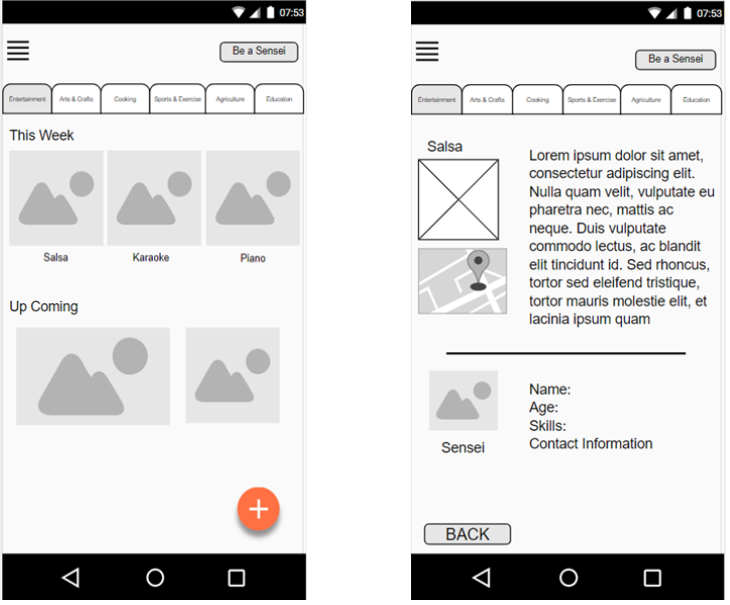 07:53
Be a Sensei
Entertainment Arts & Crafts Cooking Sports & Exercise Agriculture Education
This Week
Salsa Karaoke Piano
Up Coming
07:53
Be a Sensei
Entertainment Arts & Crafts Cooking Sports & Exercise Agriculture Education
Salsa
Lorem ipsum dolor sit amet,
consectetur adipiscing elit.
Nulla quam velit, vulputate eu
pharetra nec, mattis ac
neque. Duis vulputate
commodo lectus, ac blandit
elit tincidunt id. Sed rhoncus,
tortor sed eleifend tristique,
tortor mauris molestie elit, et
lacinia ipsum quam
Sensei
Name:
Age:
Skills:
Contact Information
BACK